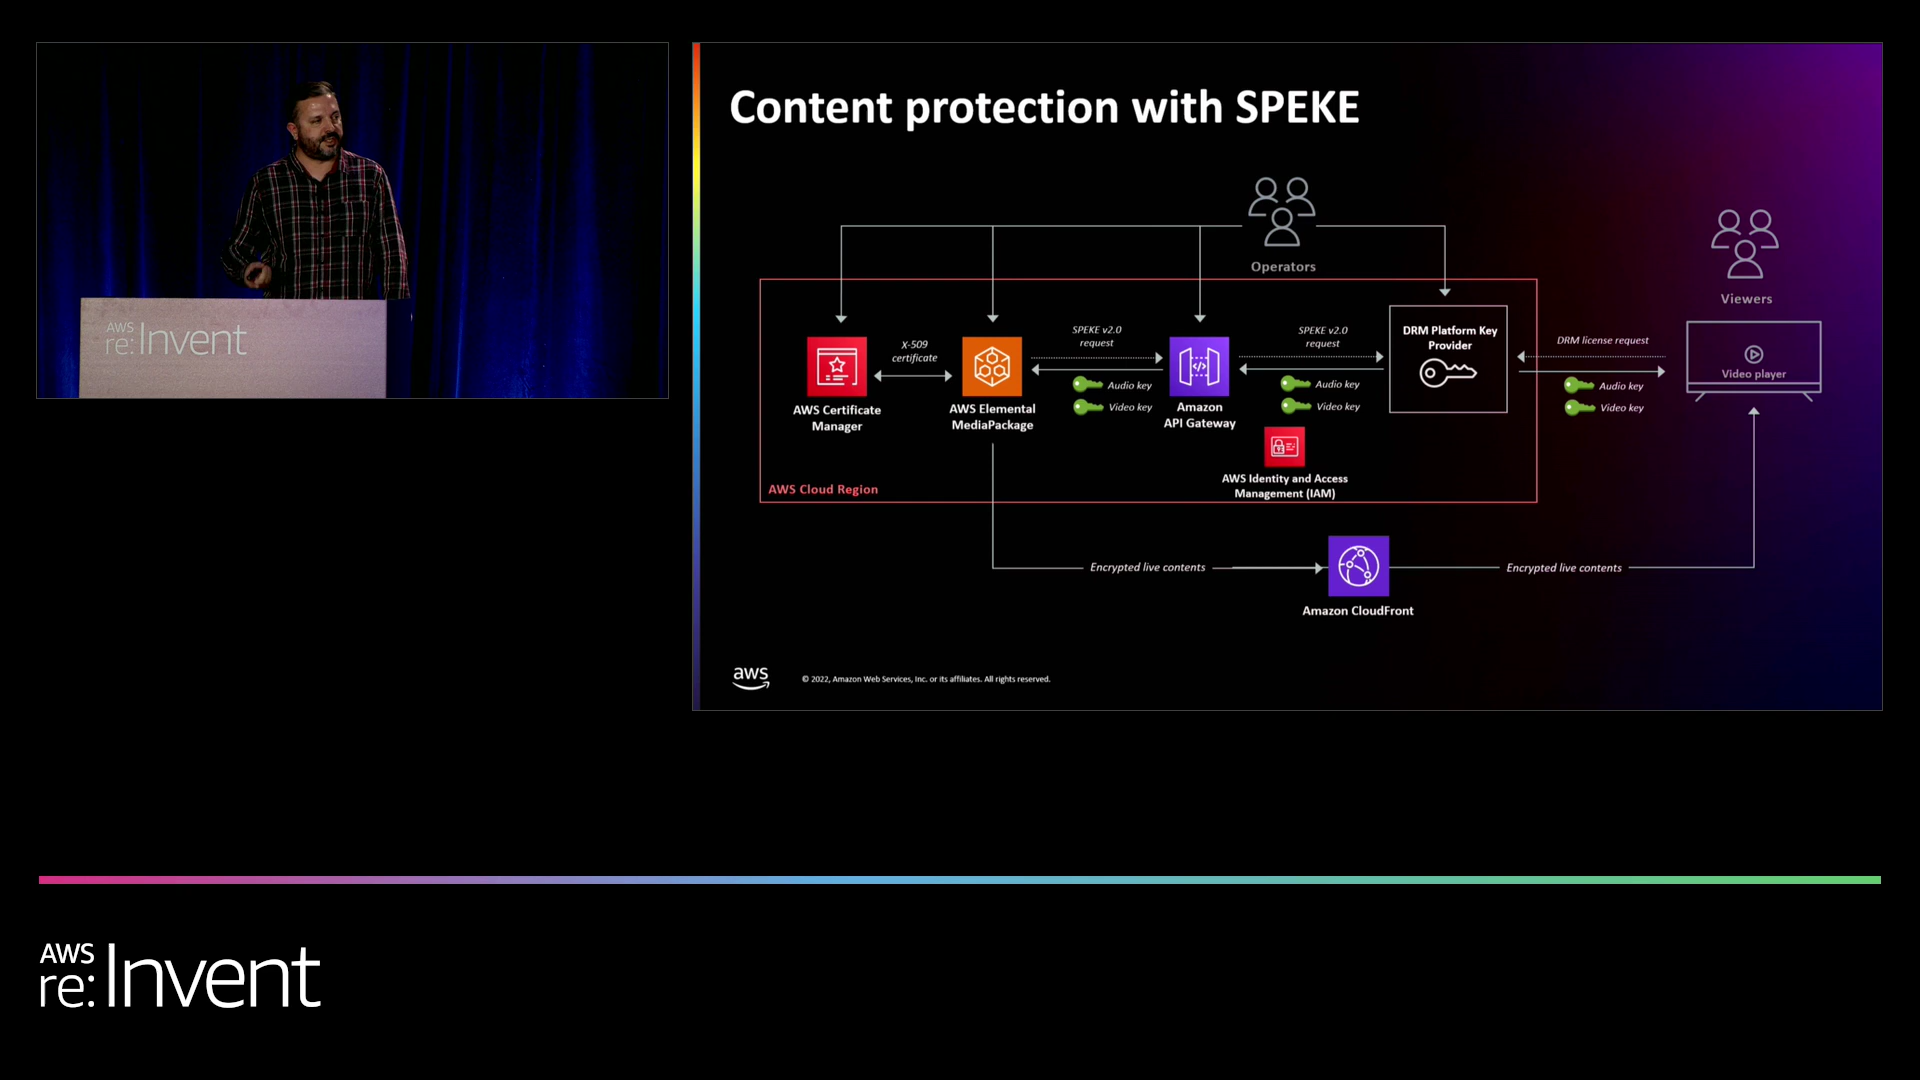 AWS
re:Invent
Content protection with SPEKE
Operators
Viewers
SPEKE v2.0
request
SPEKE v2.0
request
DRM Platform Key
Provider
DRM license request
X-509
certificate
Video player
Audio key
Video key
Audio key
Video key
Audio key
Video key
AWS Certificate
Manager
AWS Elemental
MediaPackage
Amazon
API Gateway
AWS Identity and Access
Management (IAM)
AWS Cloud Region
Encrypted live contents
Encrypted live contents
Amazon CloudFront
aws
© 2022, Amazon Web Services, Inc. or its affiliates. All rights reserved.
AWS
re:Invent